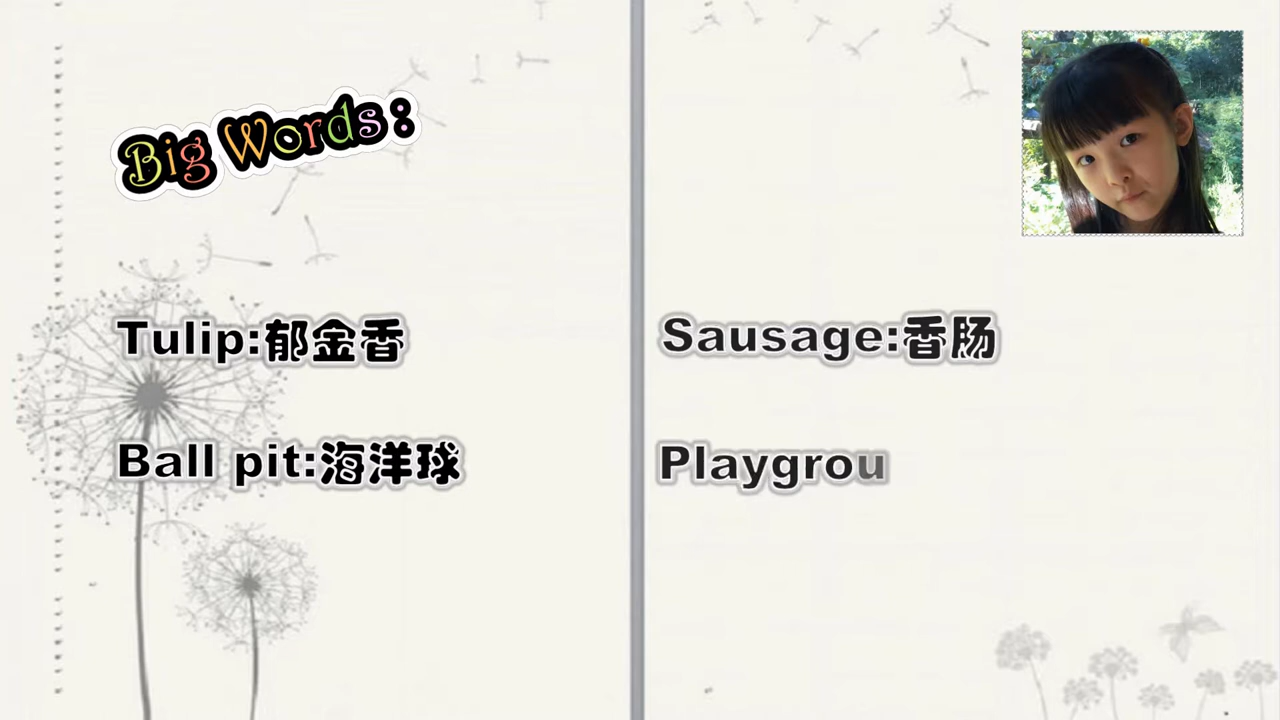 Big Words:
Tulip:郁金香
Sausage:香肠
Ball pit:海洋球
Playgrou